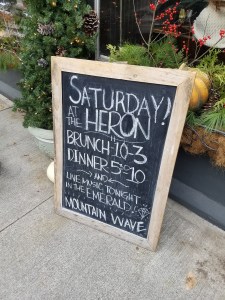 SATURDAY!
AT THE HERON
BRUNCH-10-3
DINNER 5-10
AND
LIVE MUSIC TONIGHT
IN THE EMERALD!
MOUNTAIN WAVE